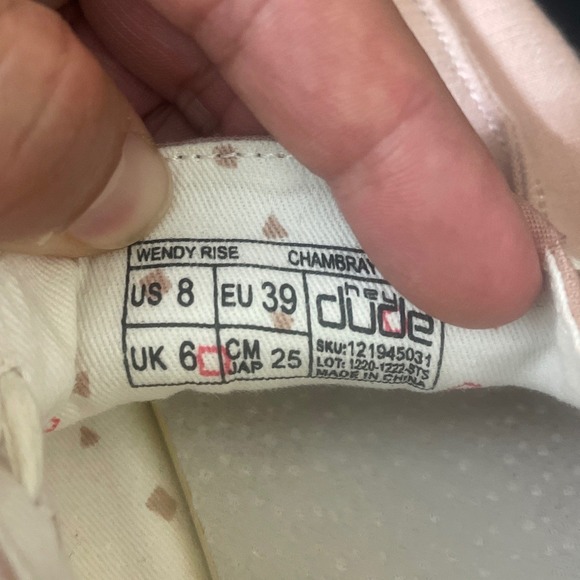 WENDY RISE CHAMBRAY
US 8 EU 39 hey dude
UK 6 CM JAP 25 SKU:121945031
LOT: 1220-1222-STS
MADE IN CHINA